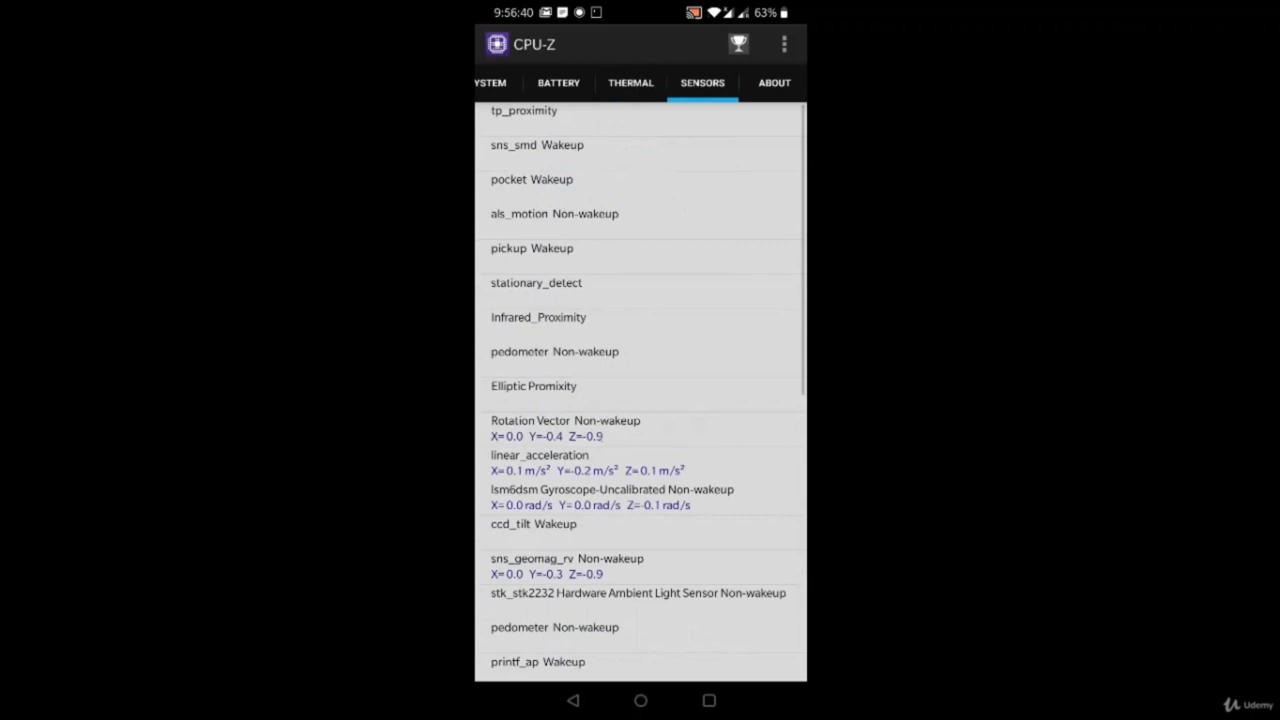 9:56:40 63%
CPU-Z
YSTEM BATTERY THERMAL SENSORS ABOUT
tp_proximity
sns_smd Wakeup
pocket Wakeup
als_motion Non-wakeup
pickup Wakeup
stationary_detect
Infrared_Proximity
pedometer Non-wakeup
Elliptic Promixity
Rotation Vector Non-wakeup
X=0.0 Y=-0.4 Z=-0.9
linear_acceleration
X=0.1 m/s² Y=-0.2 m/s² Z=0.1 m/s²
lsm6dsm Gyroscope-Uncalibrated Non-wakeup
X=0.0 rad/s Y=0.0 rad/s Z=-0.1 rad/s
ccd_tilt Wakeup
sns_geomag_rv Non-wakeup
X=0.0 Y=-0.3 Z=-0.9
stk_stk2232 Hardware Ambient Light Sensor Non-wakeup
pedometer Non-wakeup
printf_ap Wakeup
Udemy